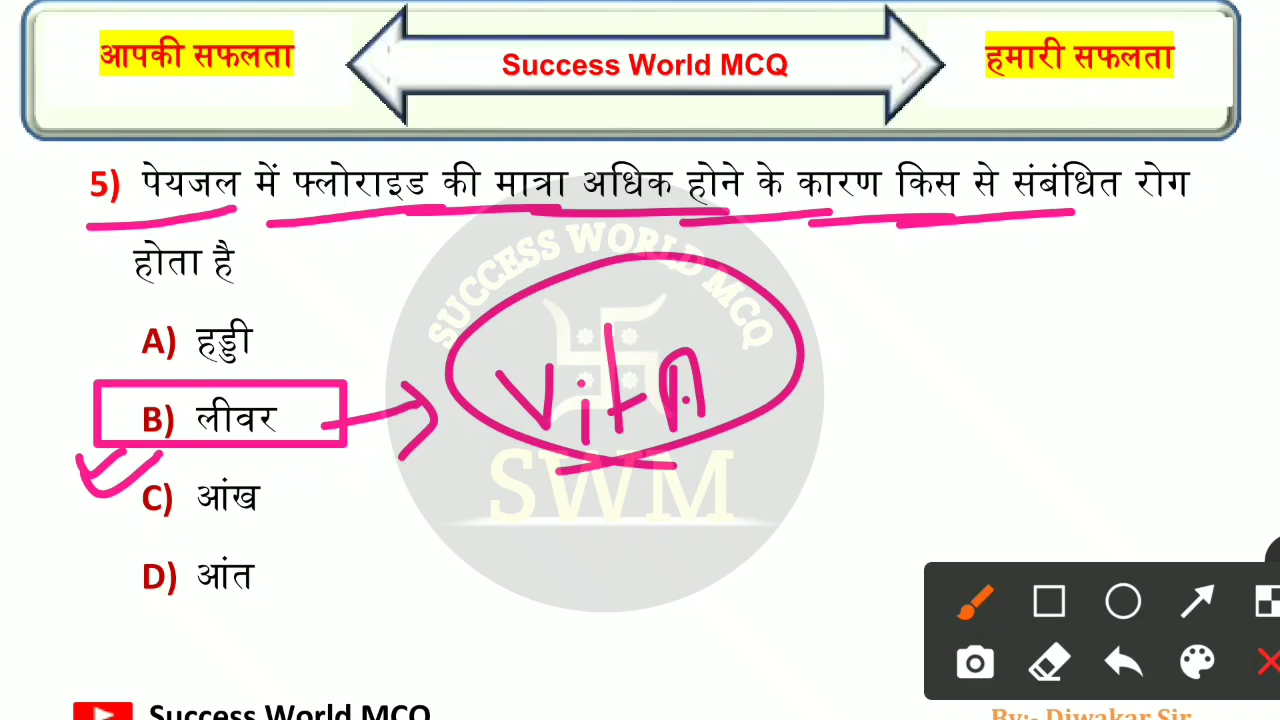 आपकी सफलता
Success World MCQ
हमारी सफलता
5) पेयजल में फ्लोराइड की मात्रा अधिक होने के कारण किस से संबंधित रोग
होता है
A) हड्डी
B) लीवर
C) आंख
D) आंत
Vit A
SUCCESS WORLD MCQ
SWM
Success World MCQ
By:- Diwakar Sir